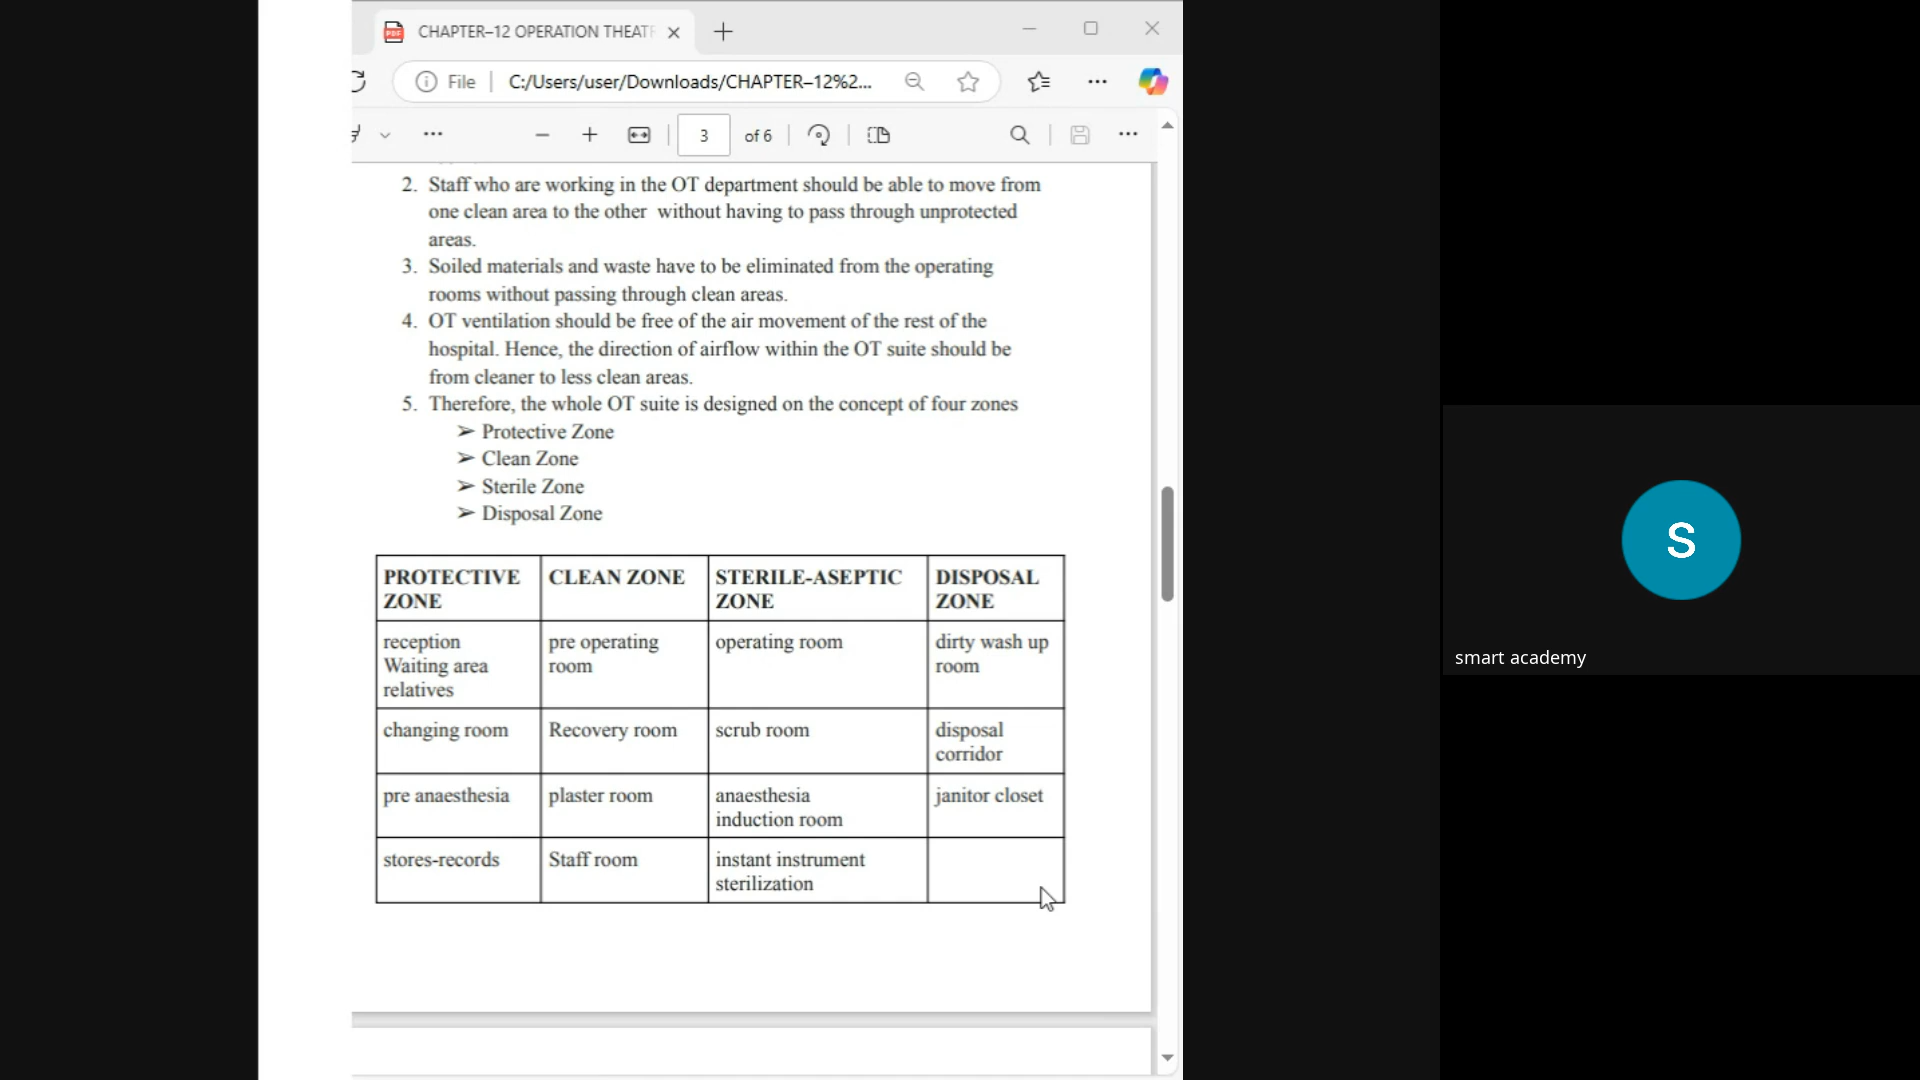 CHAPTER–12 OPERATION THEAT
File
C:/Users/user/Downloads/CHAPTER–12%2...
3 of 6
2. Staff who are working in the OT department should be able to move from
one clean area to the other without having to pass through unprotected
areas.
3. Soiled materials and waste have to be eliminated from the operating
rooms without passing through clean areas.
4. OT ventilation should be free of the air movement of the rest of the
hospital. Hence, the direction of airflow within the OT suite should be
from cleaner to less clean areas.
5. Therefore, the whole OT suite is designed on the concept of four zones
➢ Protective Zone
➢ Clean Zone
➢ Sterile Zone
➢ Disposal Zone
PROTECTIVE
ZONE
CLEAN ZONE
STERILE-ASEPTIC
ZONE
DISPOSAL
ZONE
reception
Waiting area
relatives
pre operating
room
operating room
dirty wash up
room
changing room
Recovery room
scrub room
disposal
corridor
pre anaesthesia
plaster room
anaesthesia
induction room
janitor closet
stores-records
Staff room
instant instrument
sterilization
S
smart academy